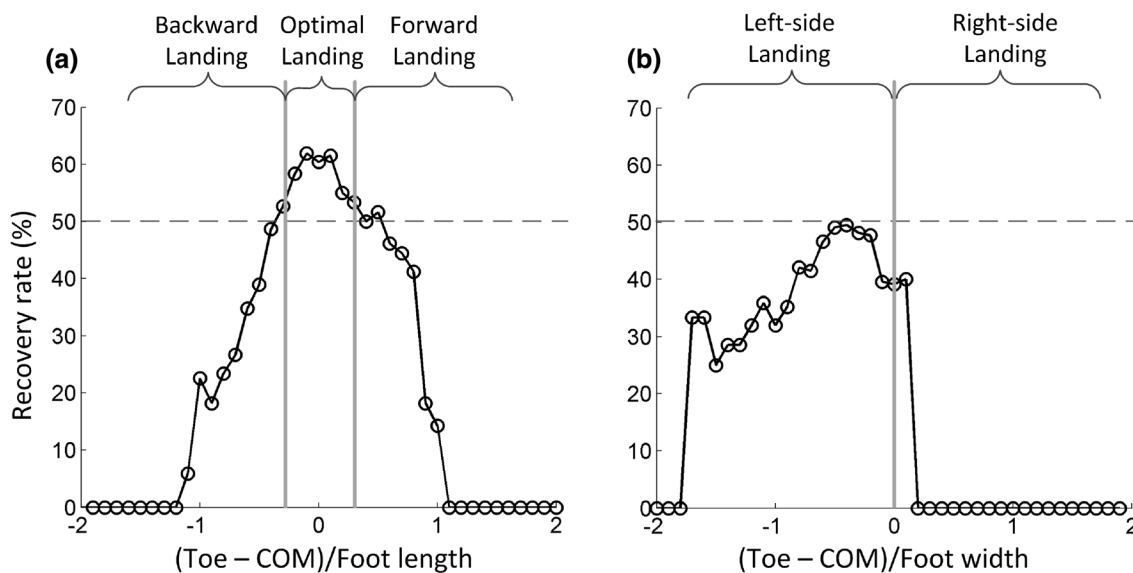 (a)
Backward Landing
Optimal Landing
Forward Landing
70
60
50
40
30
20
10
0
Recovery rate (%)
-2
-1
0
1
2
(Toe – COM)/Foot length
(b)
Left-side Landing
Right-side Landing
70
60
50
40
30
20
10
0
-2
-1
0
1
2
(Toe – COM)/Foot width